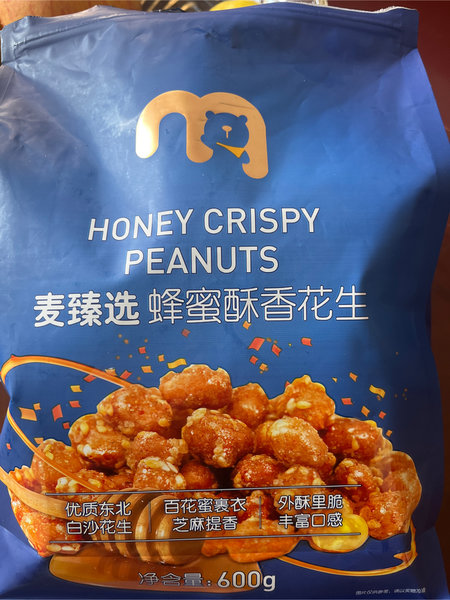 HONEY CRISPY
PEANUTS
麦臻选 蜂蜜酥香花生
优质东北 百花蜜裹衣 外酥里脆
白沙花生 芝麻提香 丰富口感
净含量:600g